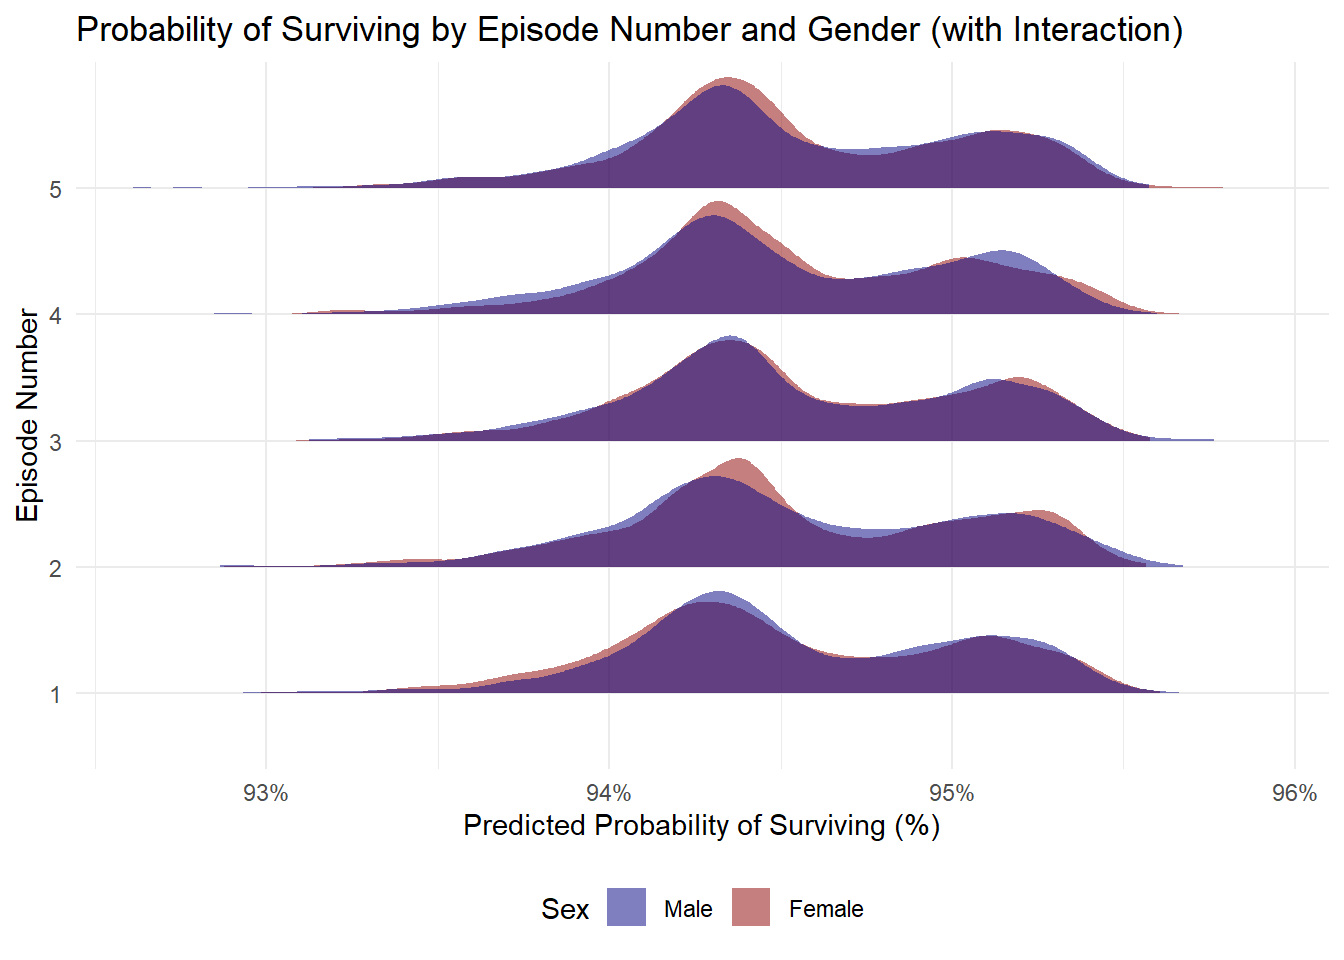 Probability of Surviving by Episode Number and Gender (with Interaction)
Episode Number
5
4
3
2
1
93%
94%
95%
96%
Predicted Probability of Surviving (%)
Sex
Male
Female